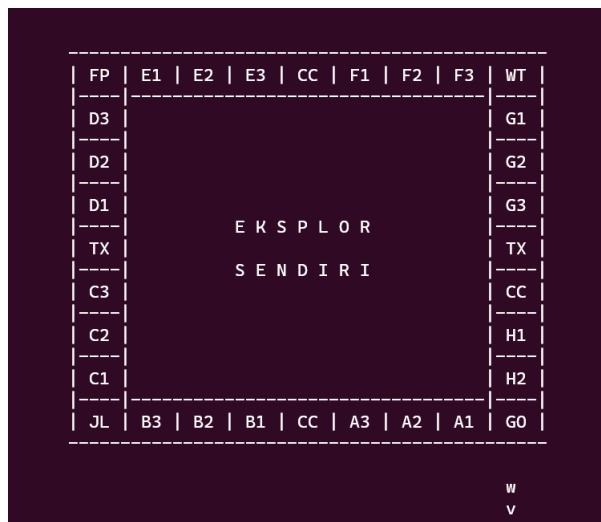 ----------------------------------------------
| FP | E1 | E2 | E3 | CC | F1 | F2 | F3 | WT |
|----|----------------------------------|----|
| D3 |                                  | G1 |
|----|                                  |----|
| D2 |                                  | G2 |
|----|                                  |----|
| D1 |                                  | G3 |
|----|          E K S P L O R           |----|
| TX |                                  | TX |
|----|          S E N D I R I           |----|
| C3 |                                  | CC |
|----|                                  |----|
| C2 |                                  | H1 |
|----|                                  |----|
| C1 |                                  | H2 |
|----|----------------------------------|----|
| JL | B3 | B2 | B1 | CC | A3 | A2 | A1 | GO |
----------------------------------------------
w
v